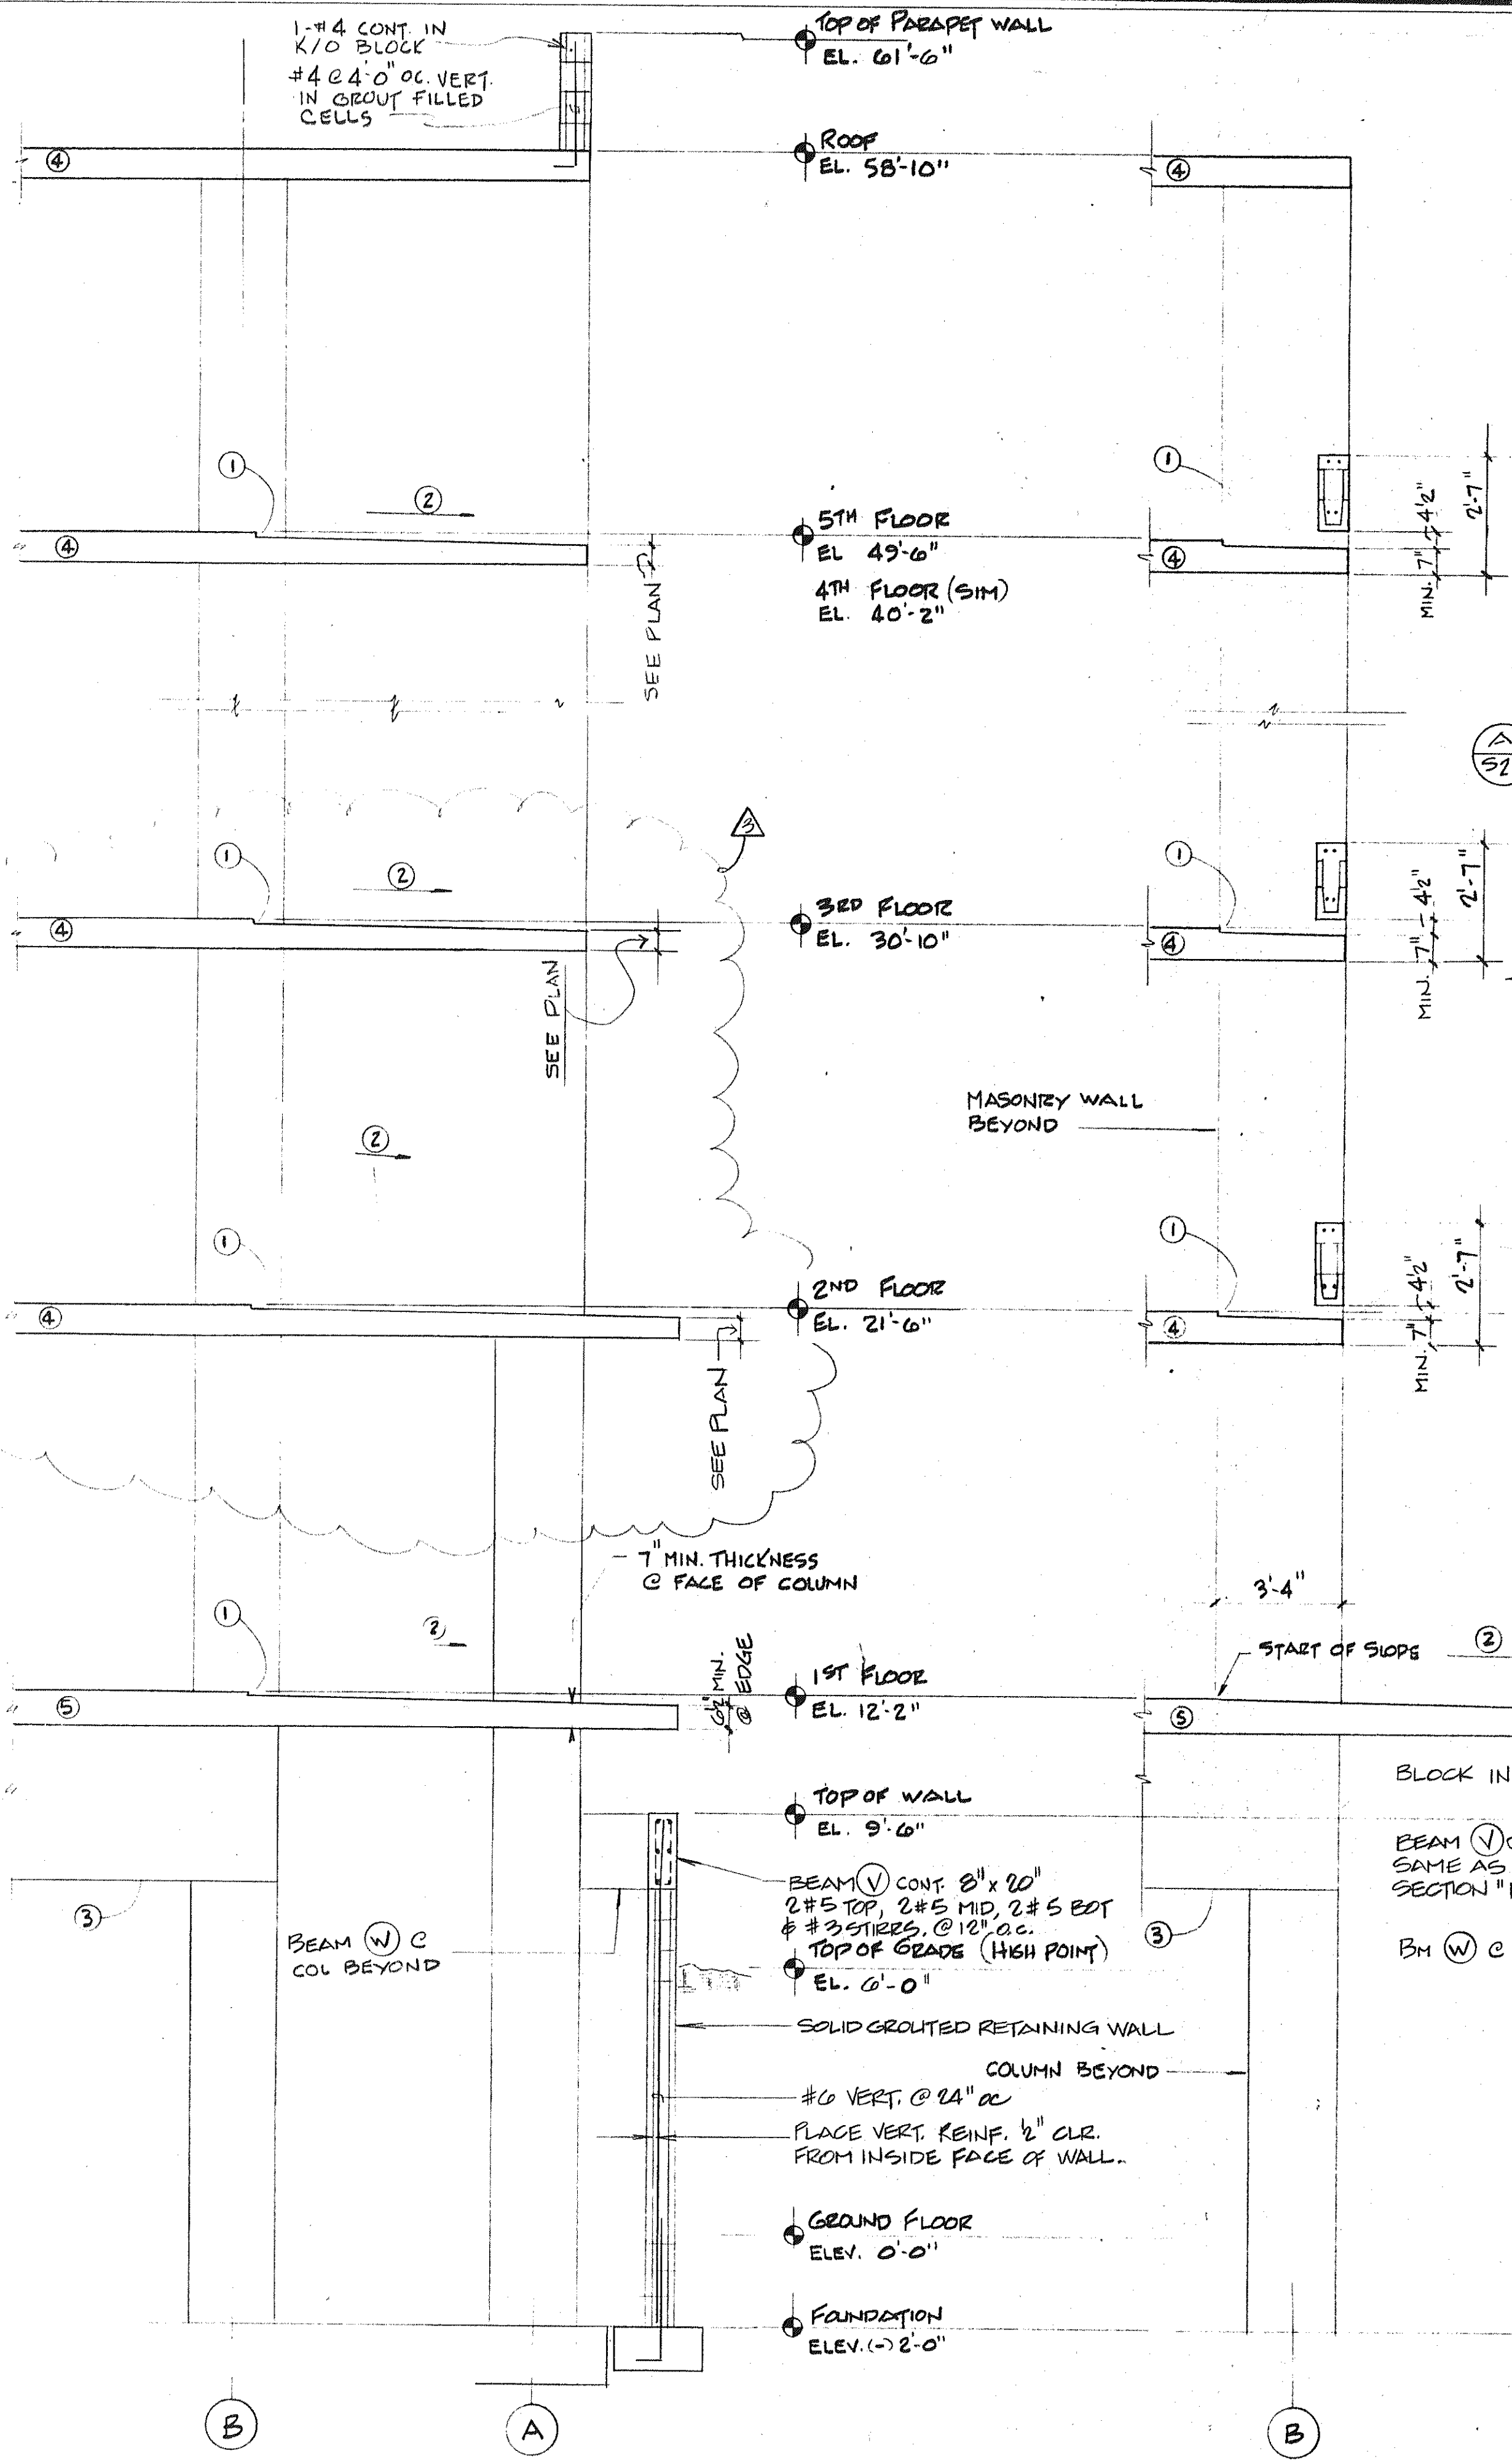 1-#4 CONT. IN
K/O BLOCK
#4 @ 4'-0" OC. VERT.
IN GROUT FILLED
CELLS
TOP OF PARAPET WALL
EL. 61'-6"
ROOF
EL. 58'-10"
4
4
1
2
4
SEE PLAN
5TH FLOOR
EL 49'-6"
4TH FLOOR (SIM)
EL. 40'-2"
1
4
MIN. 7"
4½"
2'-7"
A
3
1
2
4
SEE PLAN
3RD FLOOR
EL. 30'-10"
1
4
MIN. 7"
4½"
2'-7"
MASONRY WALL
BEYOND
2
1
4
SEE PLAN
2ND FLOOR
EL. 21'-6"
1
4
MIN. 7"
4½"
2'-7"
7" MIN. THICKNESS
@ FACE OF COLUMN
3'-4"
START OF SLOPE
2
1
2
5
6½" MIN.
@ EDGE
1ST FLOOR
EL. 12'-2"
5
BLOCK IN
TOP OF WALL
EL. 9'-6"
BEAM V CONT. 8" x 20"
2#5 TOP, 2#5 MID, 2#5 BOT
& #3 STIRRS. @ 12" O.C.
BEAM V
SAME AS
SECTION
BM W @
3
3
BEAM W @
COL BEYOND
TOP OF GRADE (HIGH POINT)
EL. 6'-0"
SOLID GROUTED RETAINING WALL
COLUMN BEYOND
#6 VERT. @ 24" OC
PLACE VERT. REINF. ½" CLR.
FROM INSIDE FACE OF WALL.
GROUND FLOOR
ELEV. 0'-0"
FOUNDATION
ELEV. (-) 2'-0"
B
A
B